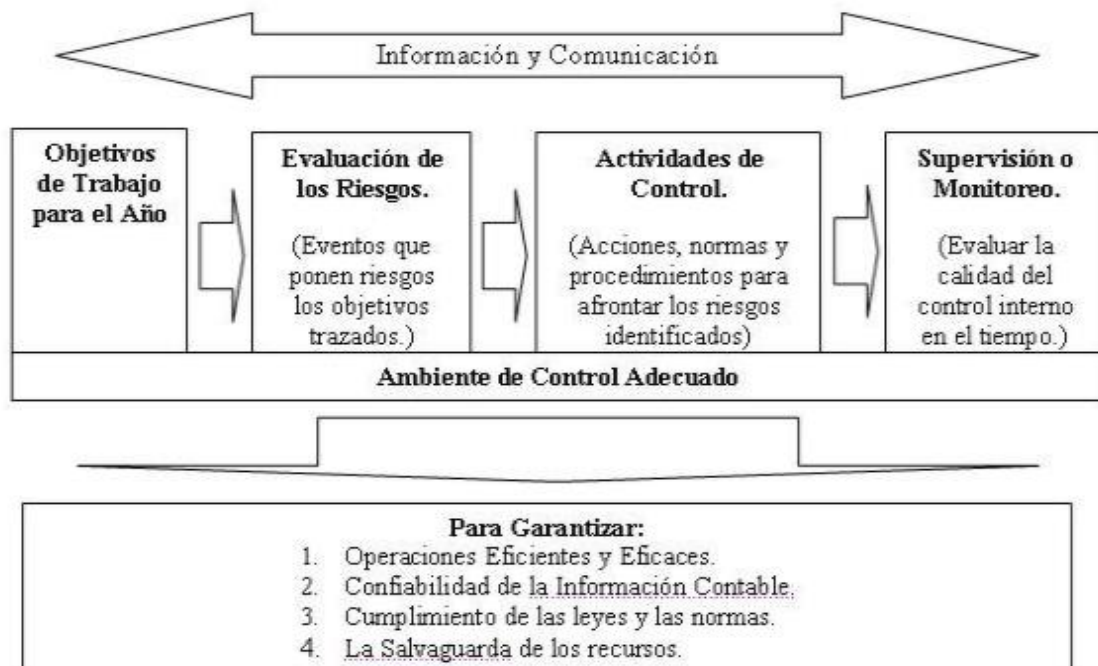 Información y Comunicación
Objetivos
de Trabajo
para el Año
Evaluación de
los Riesgos.
(Eventos que
ponen riesgos
los objetivos
trazados.)
Actividades de
Control.
(Acciones, normas y
procedimientos para
afrontar los riesgos
identificados)
Supervisión o
Monitoreo.
(Evaluar la
calidad del
control interno
en el tiempo.)
Ambiente de Control Adecuado
Para Garantizar:
1. Operaciones Eficientes y Eficaces.
2. Confiabilidad de la Información Contable.
3. Cumplimiento de las leyes y las normas.
4. La Salvaguarda de los recursos.